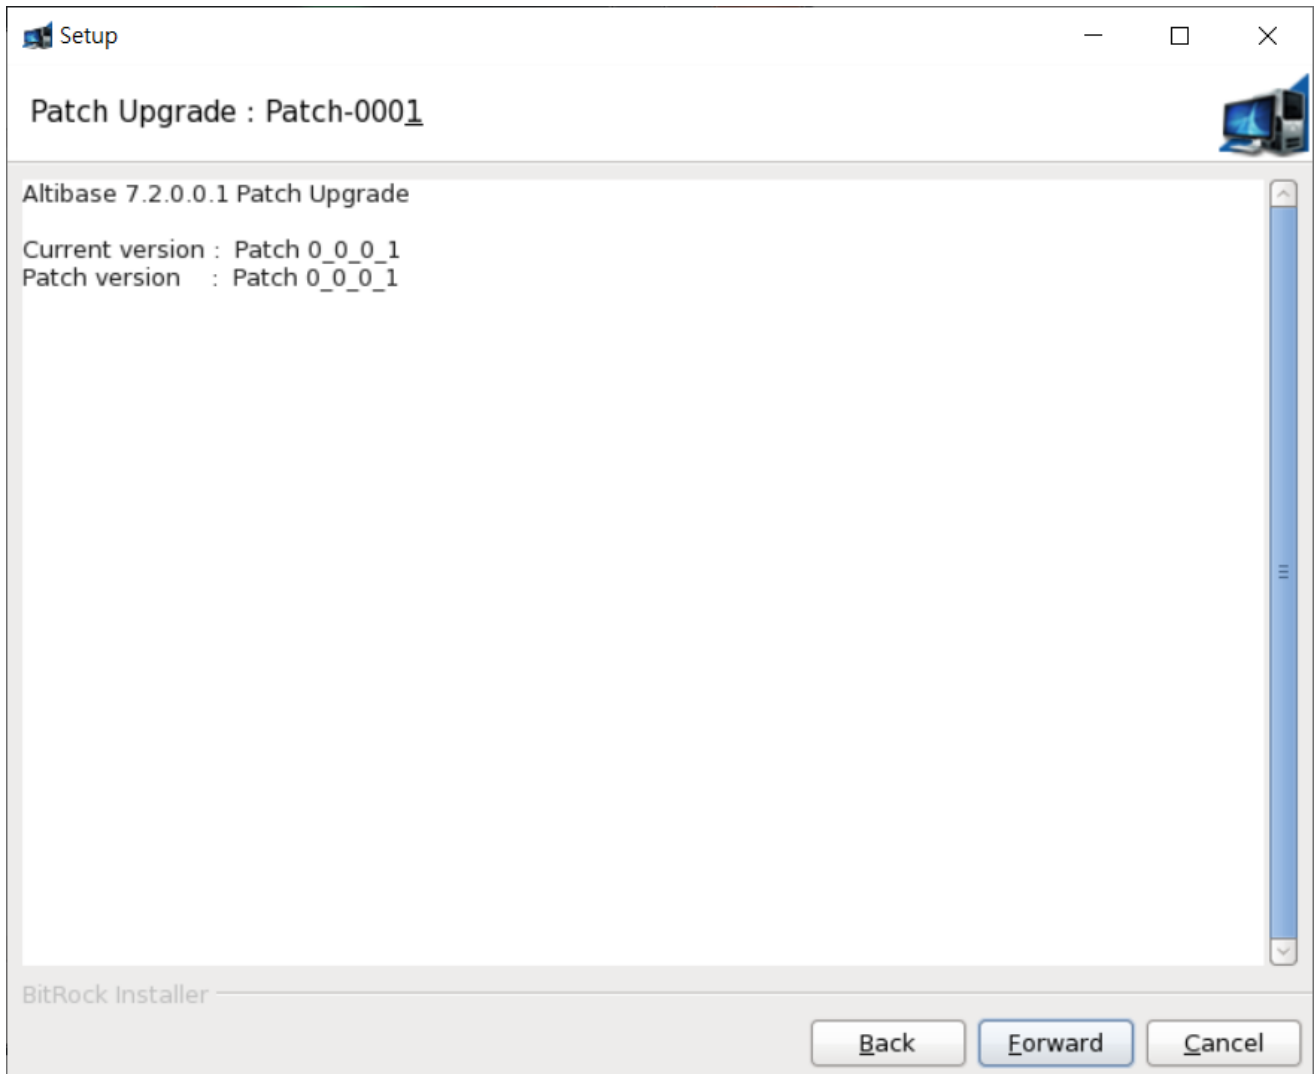 Setup
Patch Upgrade : Patch-0001
Altibase 7.2.0.0.1 Patch Upgrade
Current version :  Patch 0_0_0_1
Patch version   :  Patch 0_0_0_1
BitRock Installer
Back Forward Cancel